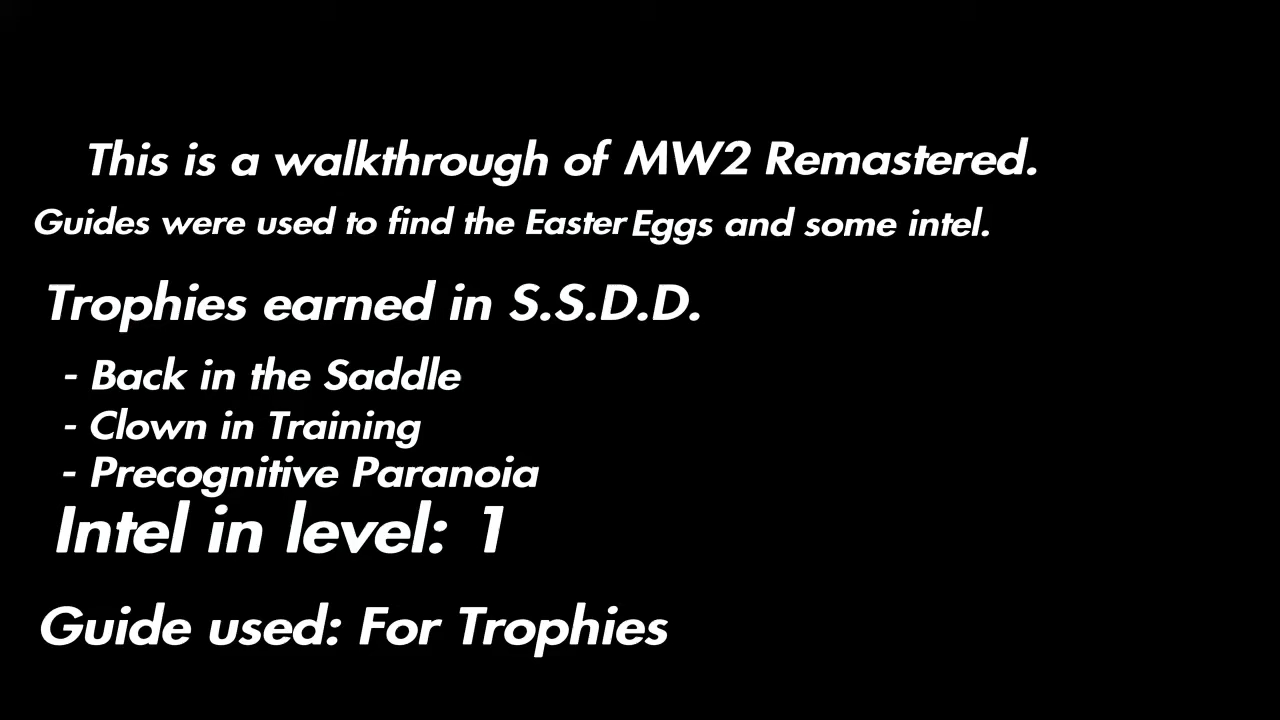 This is a walkthrough of MW2 Remastered.
Guides were used to find the Easter Eggs and some intel.
Trophies earned in S.S.D.D.
- Back in the Saddle
- Clown in Training
- Precognitive Paranoia
Intel in level: 1
Guide used: For Trophies